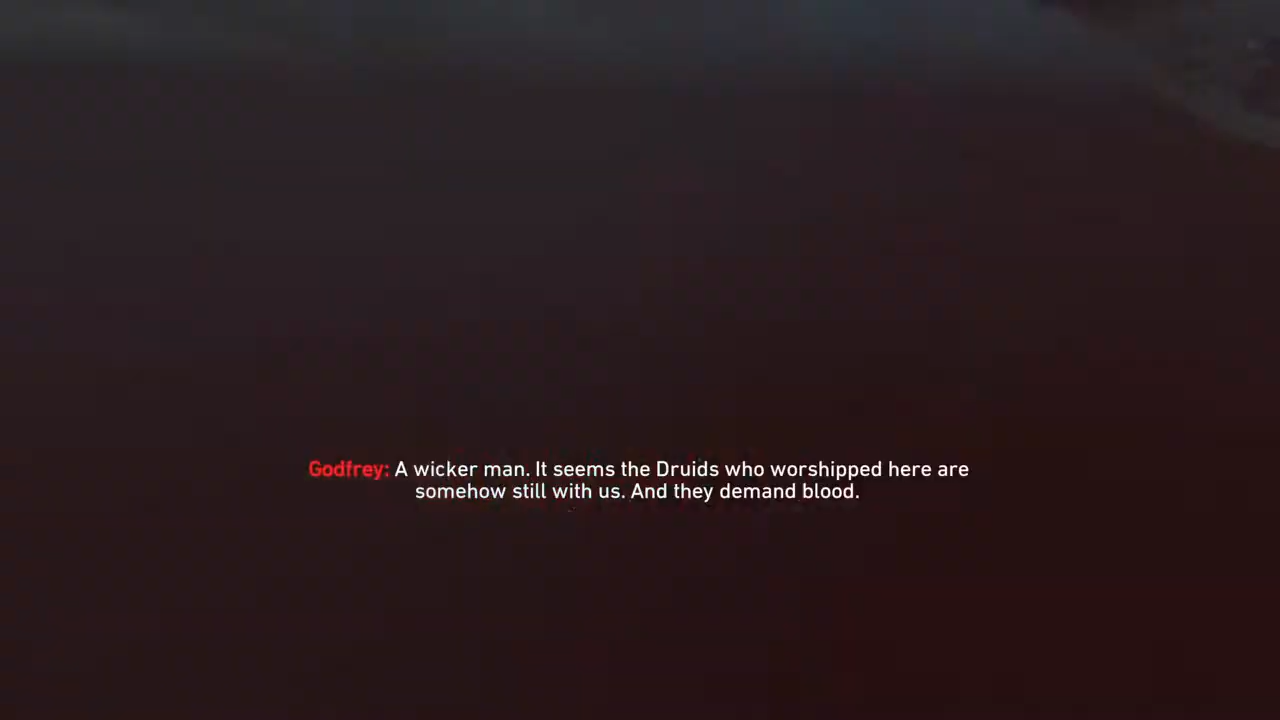 Godfrey: A wicker man. It seems the Druids who worshipped here are
somehow still with us. And they demand blood.